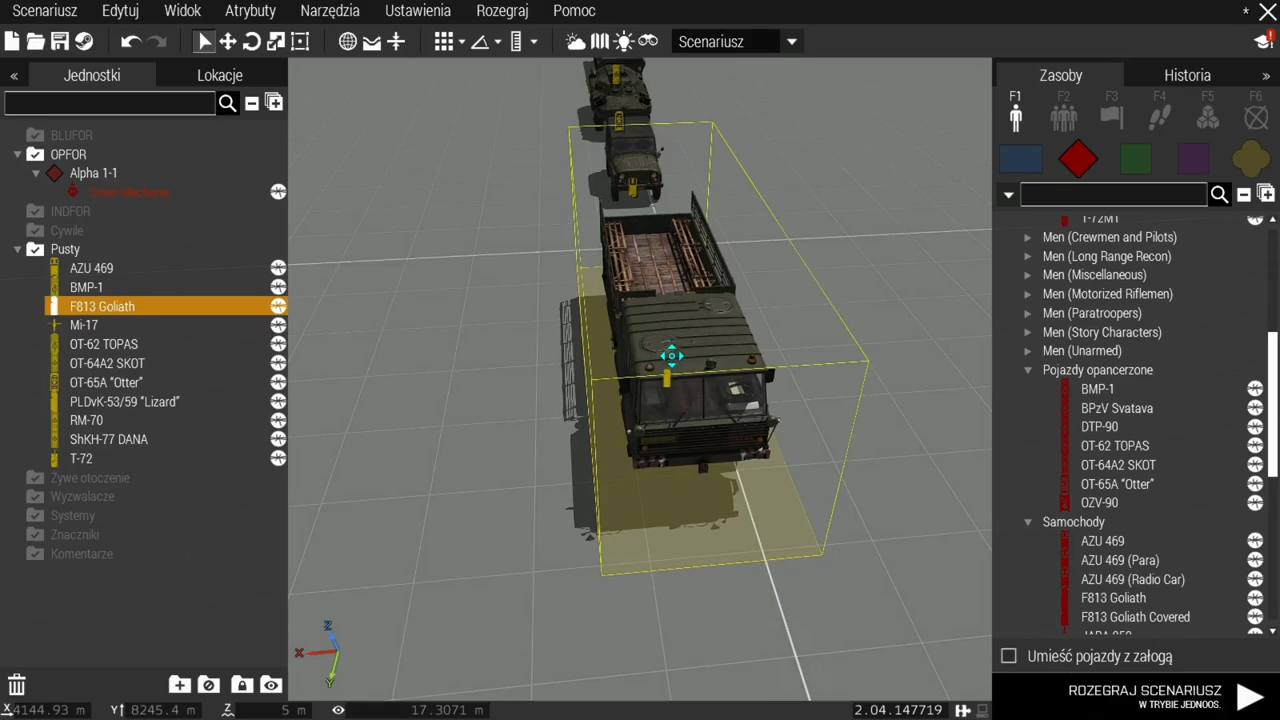 Scenariusz Edytuj Widok Atrybuty Narzędzia Ustawienia Rozegraj Pomoc *
Scenariusz
« Jednostki Lokacje
BLUFOR
OPFOR
Alpha 1-1
INDFOR
Cywile
Pusty
AZU 469
BMP-1
F813 Goliath
Mi-17
OT-62 TOPAS
OT-64A2 SKOT
OT-65A “Otter”
PLDvK-53/59 “Lizard”
RM-70
ShKH-77 DANA
T-72
Żywe otoczenie
Wyzwalacze
Systemy
Znaczniki
Komentarze
Z
X
Y
Zasoby Historia »
F1 F2 F3 F4 F5 F6
T-72M1
Men (Crewmen and Pilots)
Men (Long Range Recon)
Men (Miscellaneous)
Men (Motorized Riflemen)
Men (Paratroopers)
Men (Story Characters)
Men (Unarmed)
Pojazdy opancerzone
BMP-1
BPzV Svatava
DTP-90
OT-62 TOPAS
OT-64A2 SKOT
OT-65A “Otter”
OZV-90
Samochody
AZU 469
AZU 469 (Para)
AZU 469 (Radio Car)
F813 Goliath
F813 Goliath Covered
Umieść pojazdy z załogą
ROZEGRAJ SCENARIUSZ
W TRYBIE JEDNOOS.
X 4144.93 m Y 8245.4 m Z 5 m 17.3071 m 2.04.147719